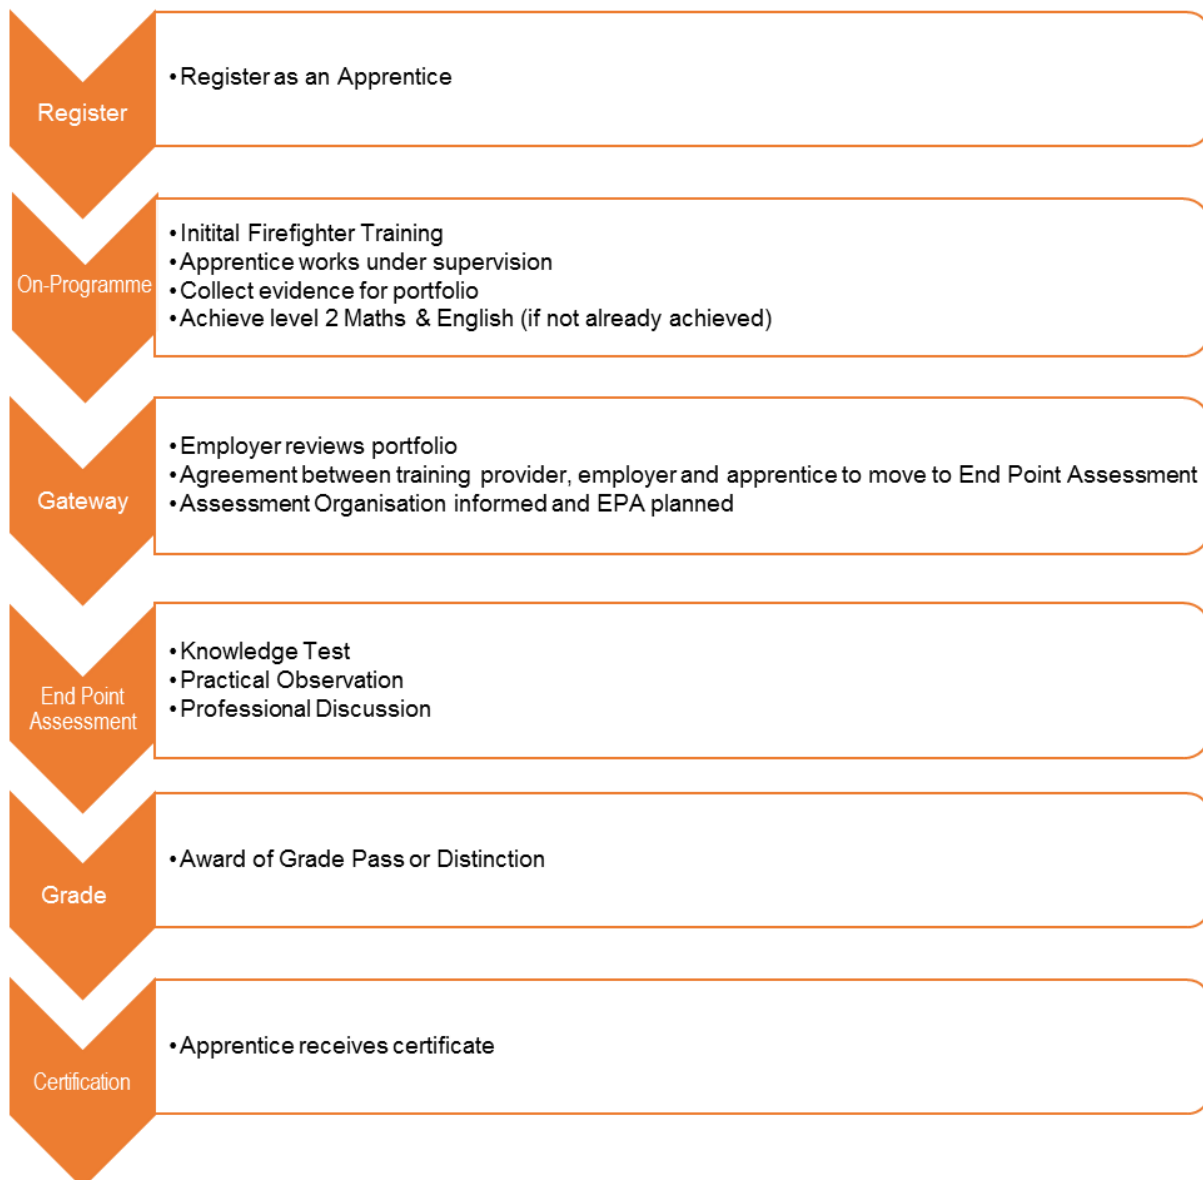 Register
•Register as an Apprentice
On-Programme
•Initital Firefighter Training
•Apprentice works under supervision
•Collect evidence for portfolio
•Achieve level 2 Maths & English (if not already achieved)
Gateway
•Employer reviews portfolio
•Agreement between training provider, employer and apprentice to move to End Point Assessment
•Assessment Organisation informed and EPA planned
End Point
Assessment
•Knowledge Test
•Practical Observation
•Professional Discussion
Grade
•Award of Grade Pass or Distinction
Certification
•Apprentice receives certificate